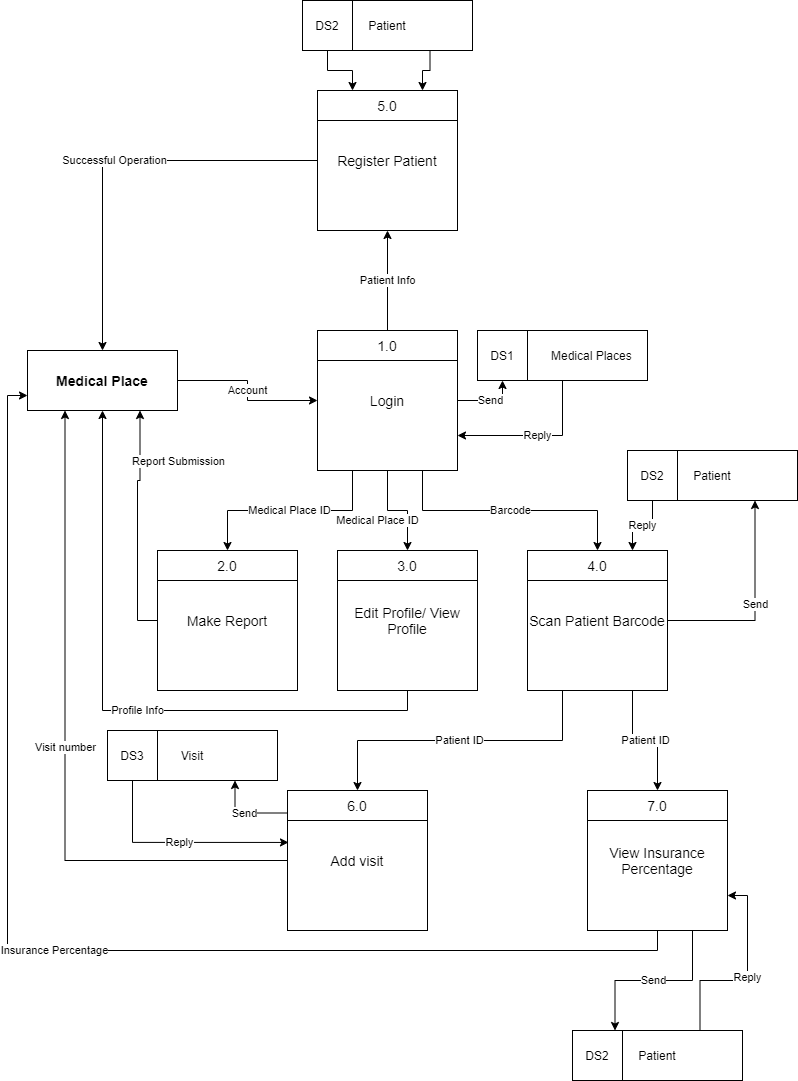 DS2 Patient
5.0
Successful Operation
Register Patient
Patient Info
1.0
DS1 Medical Places
Medical Place
Account
Login
Send
Reply
Report Submission
DS2 Patient
Medical Place ID
Medical Place ID
Barcode
Reply
2.0
3.0
4.0
Make Report
Edit Profile/ View
Profile
Scan Patient Barcode
Send
Profile Info
Visit number
DS3 Visit
Patient ID
Patient ID
Send
6.0
7.0
Reply
Add visit
View Insurance
Percentage
Insurance Percentage
Send
Reply
DS2 Patient